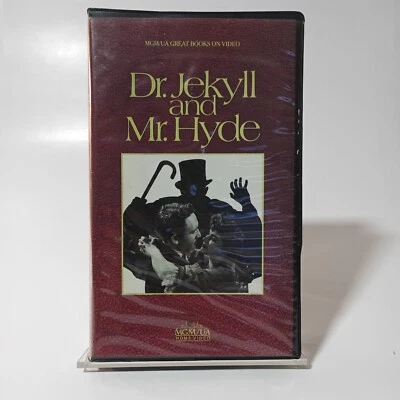 MGM/UA GREAT BOOKS ON VIDEO
Dr. Jekyll
and
Mr. Hyde
MGM/UA
HOME VIDEO